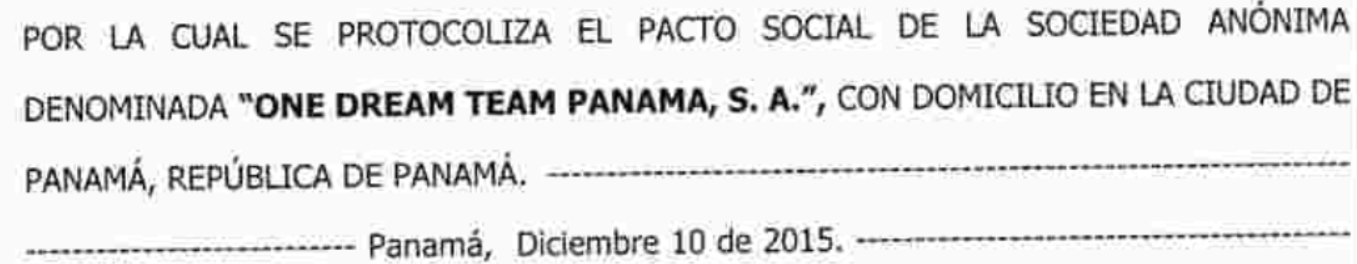 POR LA CUAL SE PROTOCOLIZA EL PACTO SOCIAL DE LA SOCIEDAD ANÓNIMA
DENOMINADA "ONE DREAM TEAM PANAMA, S. A.", CON DOMICILIO EN LA CIUDAD DE
PANAMÁ, REPÚBLICA DE PANAMÁ. ----------------------------------------
-------------------------- Panamá, Diciembre 10 de 2015. --------------------------